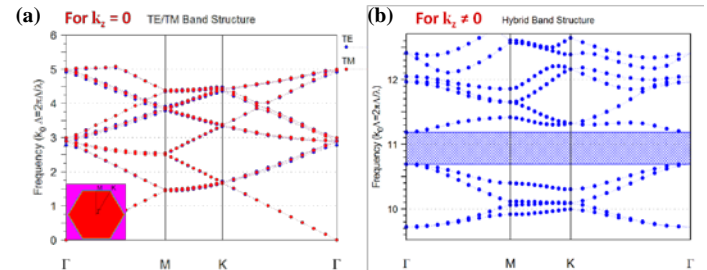 (a)
For k_z = 0
TE/TM Band Structure
TE
TM
Frequency (k₀Λ=2πΛ/λ)
6
5
4
3
2
1
0
M K
Γ
Γ M K Γ
(b)
For k_z ≠ 0
Hybrid Band Structure
Frequency (k₀Λ=2πΛ/λ)
12
11
10
Γ M K Γ